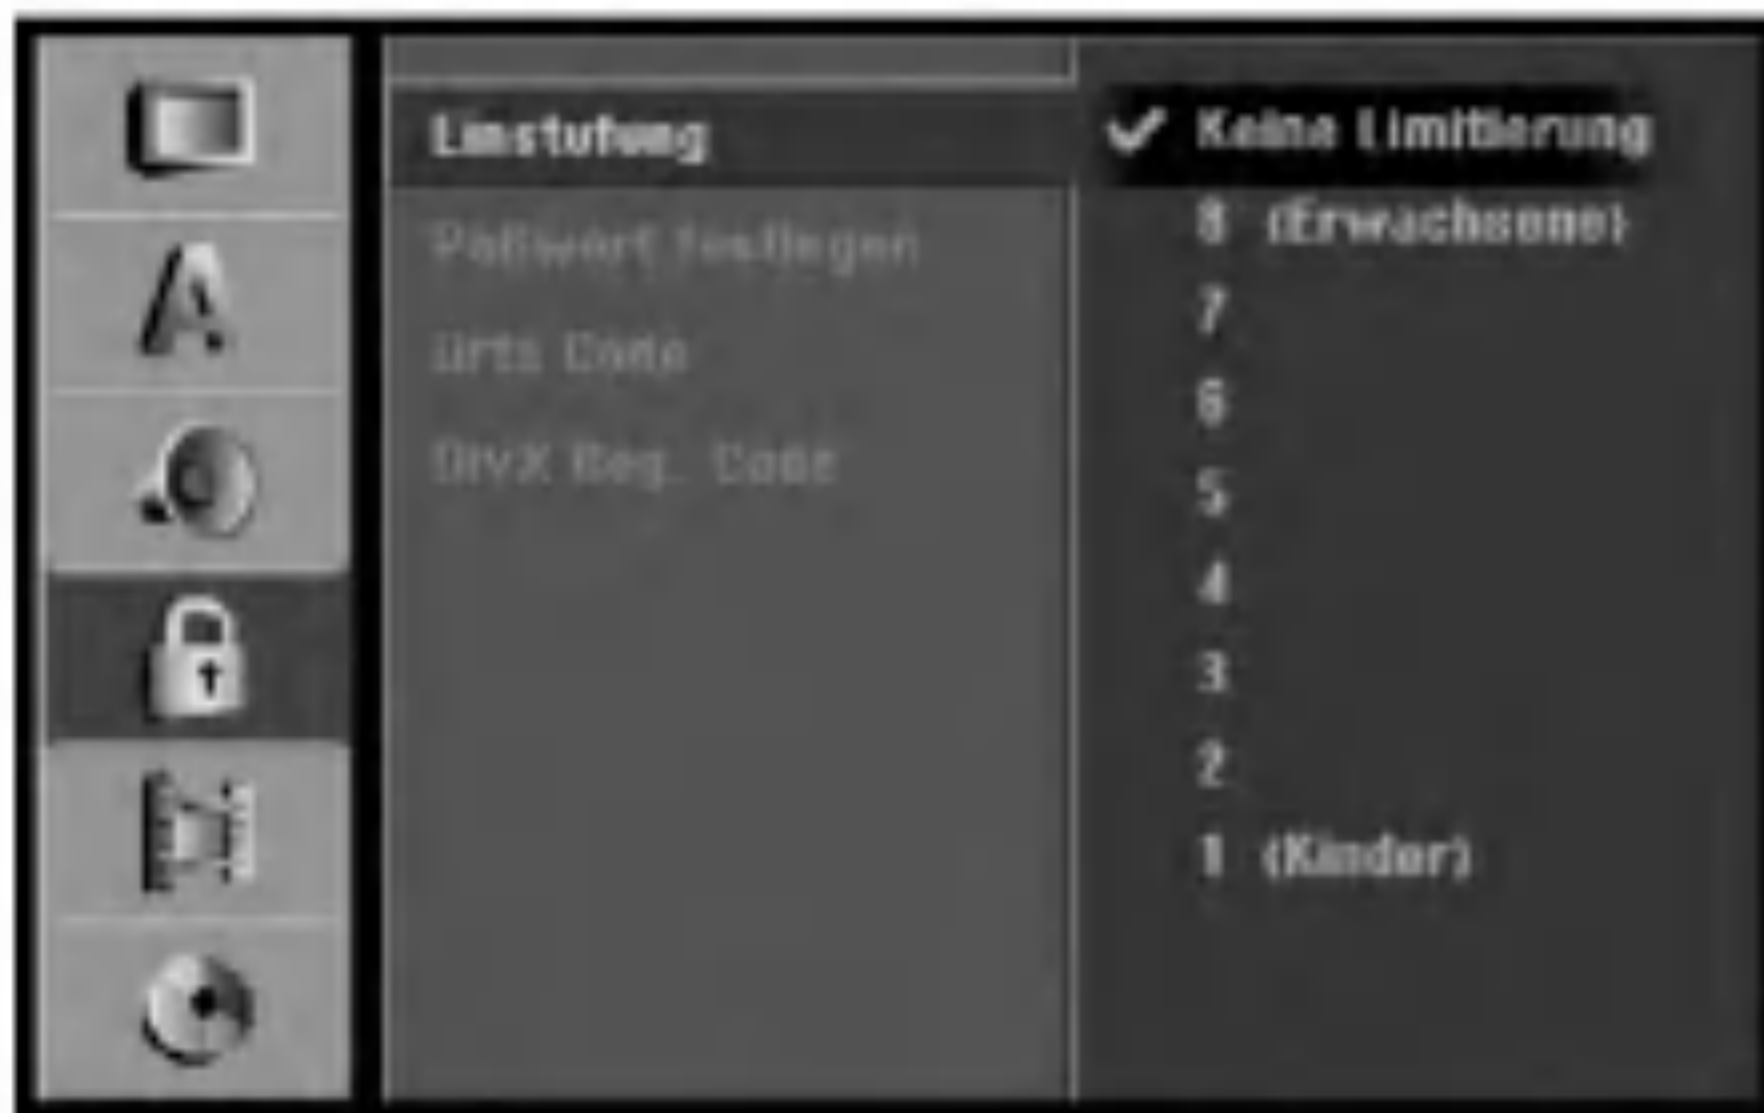 Einstufung
Paßwort festlegen
Orts Code
DivX Reg. Code
Keine Limitierung
8 (Erwachsene)
7
6
5
4
3
2
1 (Kinder)